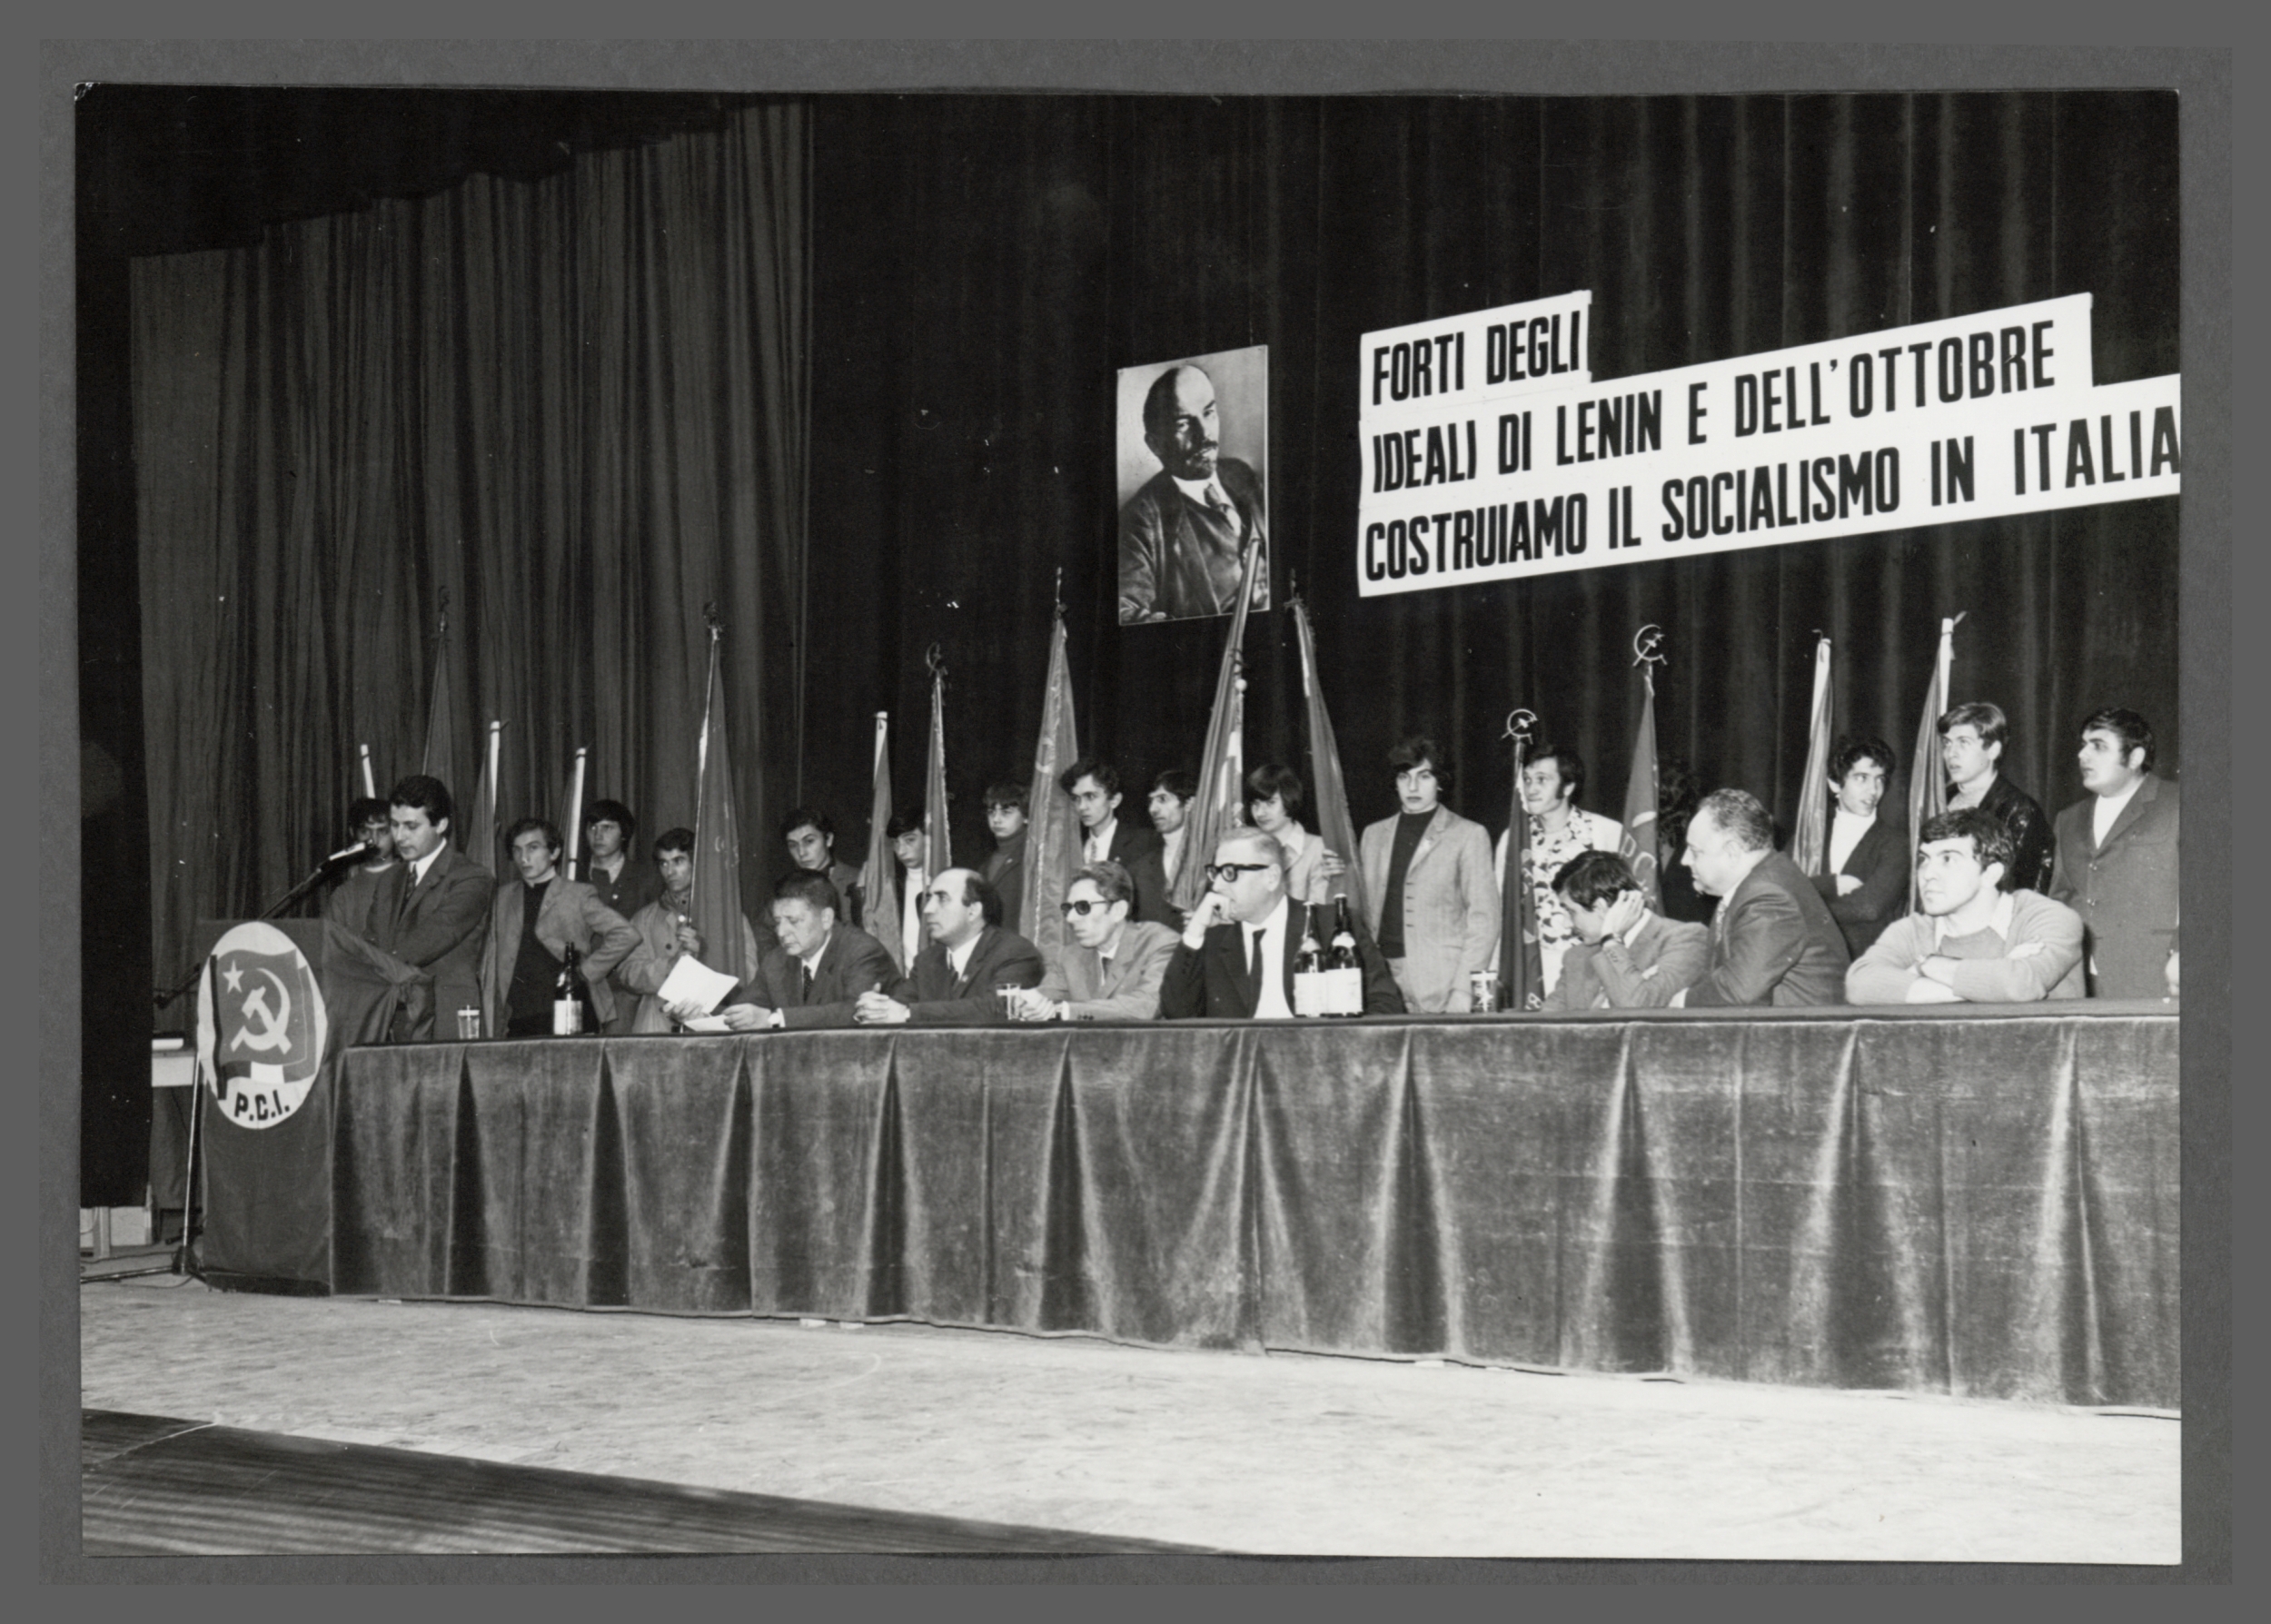 FORTI DEGLI
IDEALI DI LENIN E DELL'OTTOBRE
COSTRUIAMO IL SOCIALISMO IN ITALIA
P.C.I.